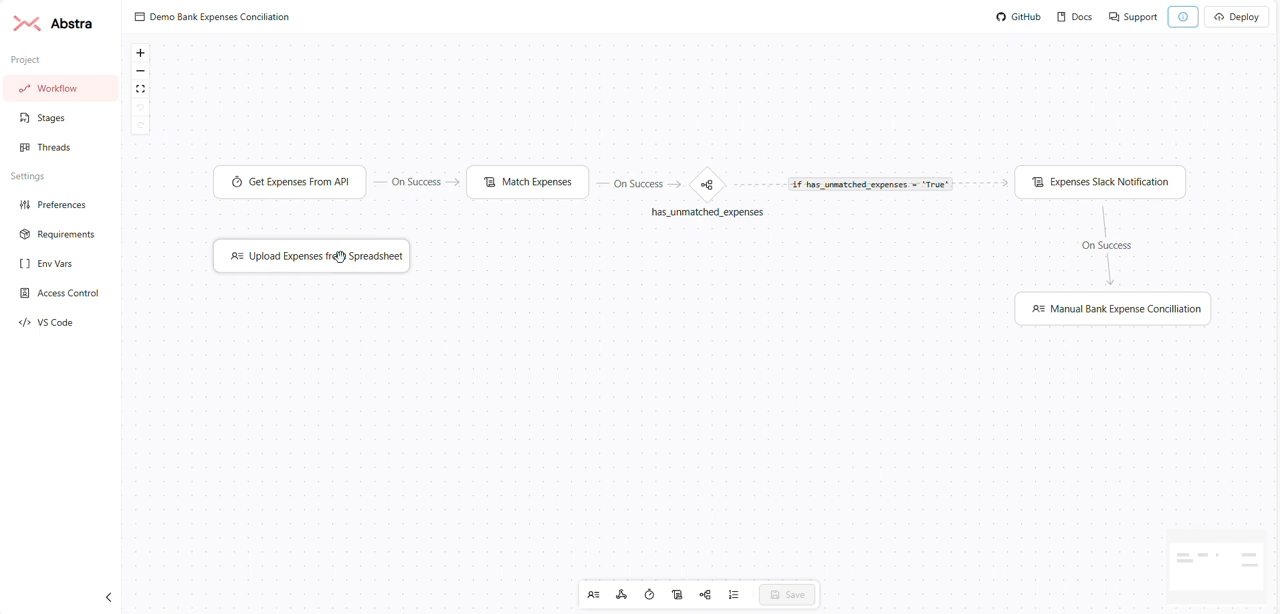 Abstra
Demo Bank Expenses Conciliation
GitHub
Docs
Support
Deploy
Project
Workflow
Stages
Threads
Settings
Preferences
Requirements
Env Vars
Access Control
VS Code
Get Expenses From API
On Success
Match Expenses
On Success
has_unmatched_expenses
if has_unmatched_expenses = 'True'
Expenses Slack Notification
Upload Expenses from Spreadsheet
On Success
Manual Bank Expense Concilliation
Save